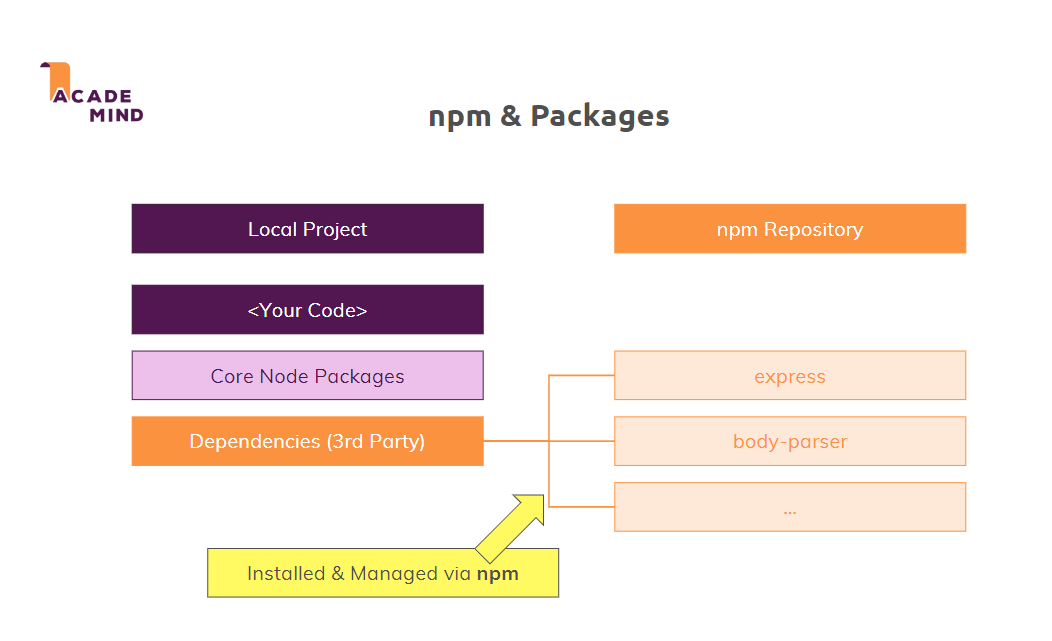 ACADE
MIND
npm & Packages
Local Project
npm Repository
<Your Code>
Core Node Packages
express
Dependencies (3rd Party)
body-parser
...
Installed & Managed via npm